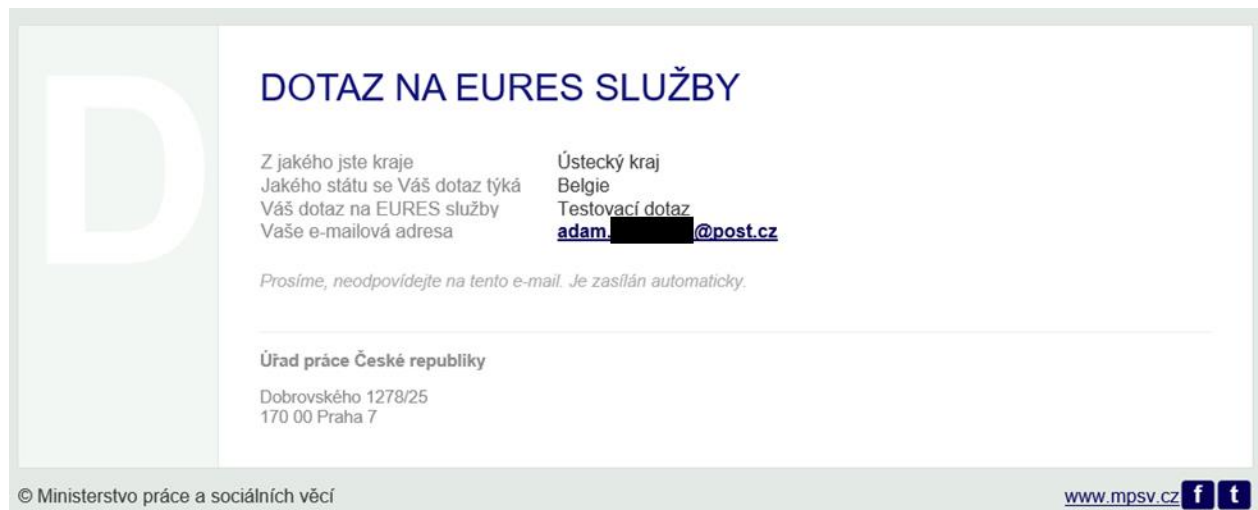 D
DOTAZ NA EURES SLUŽBY
Z jakého jste kraje Ústecký kraj
Jakého státu se Váš dotaz týká Belgie
Váš dotaz na EURES služby Testovací dotaz
Vaše e-mailová adresa adam. @post.cz
Prosíme, neodpovídejte na tento e-mail. Je zasílán automaticky.
Úřad práce České republiky
Dobrovského 1278/25
170 00 Praha 7
© Ministerstvo práce a sociálních věcí www.mpsv.cz f t